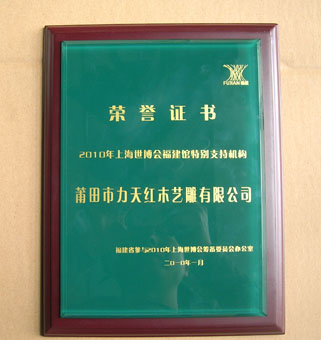 FUJIAN 福建
荣誉证书
2010年上海世博会福建馆特别支持机构
莆田市力天红木艺雕有限公司
福建省参与2010年上海世博会筹备委员会办公室
二○一○年一月